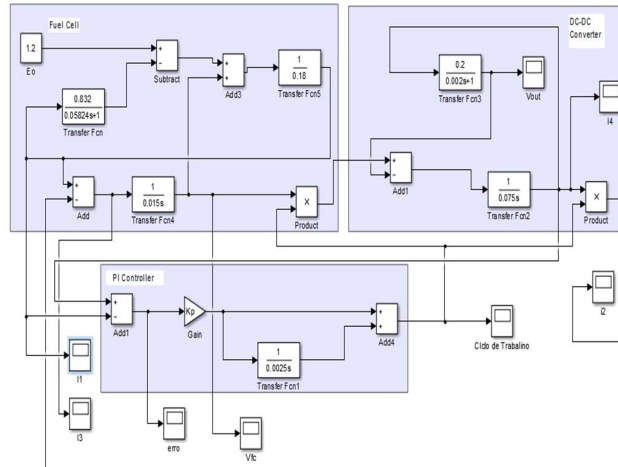 Fuel Cell
DC-DC
Converter
1.2
Eo
Subtract
Add3
1
0.18
Transfer Fcn5
0.832
0.05824s+1
Transfer Fcn
0.2
0.002s+1
Transfer Fcn3
Vout
I4
Add
1
0.015s
Transfer Fcn4
X
Product
Add1
1
0.075s
Transfer Fcn2
X
Product
PI Controller
Add1
Kp
Gain
1
0.0025s
Transfer Fcn1
Add4
Cldo de Trabalino
I2
I1
I3
erro
Vfc